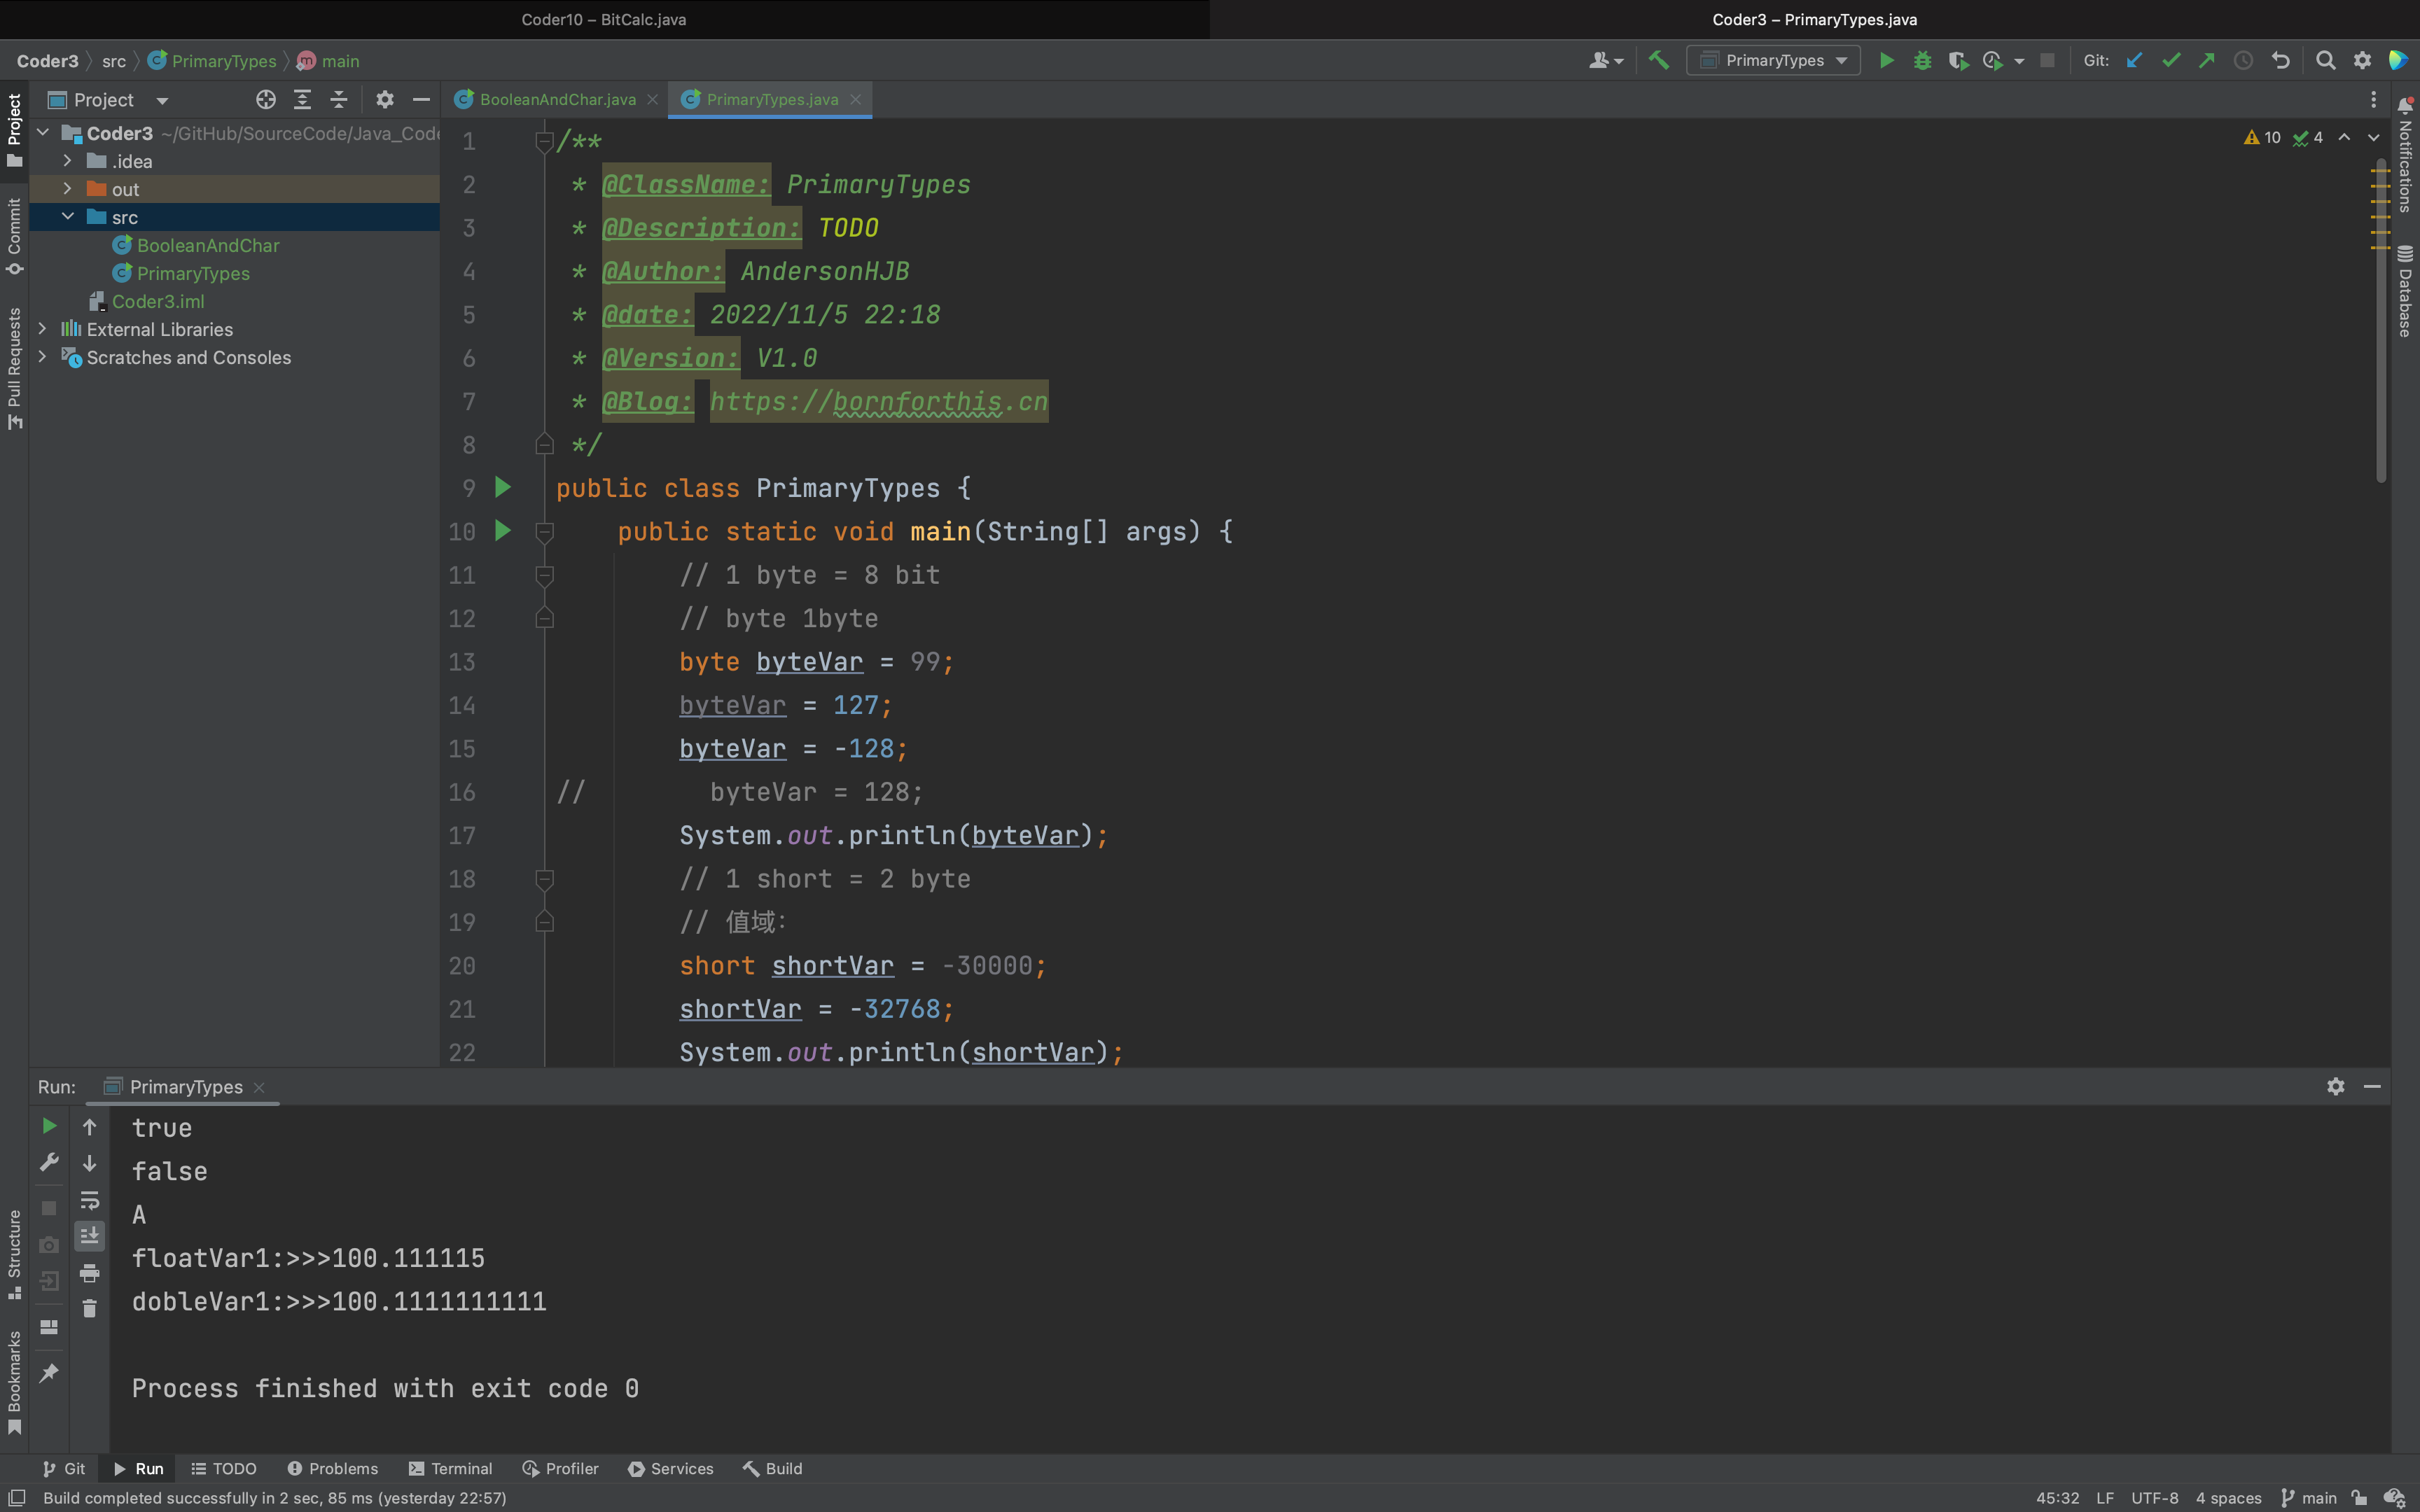 Coder10 – BitCalc.java
Coder3 – PrimaryTypes.java
Coder3 src PrimaryTypes main
PrimaryTypes
Git:
Project
BooleanAndChar.java
PrimaryTypes.java
10 4
Coder3 ~/GitHub/SourceCode/Java_Code
.idea
out
src
BooleanAndChar
PrimaryTypes
Coder3.iml
External Libraries
Scratches and Consoles
Project
Commit
Pull Requests
Structure
Bookmarks
Notifications
Database
1 /**
2 * @ClassName: PrimaryTypes
3 * @Description: TODO
4 * @Author: AndersonHJB
5 * @date: 2022/11/5 22:18
6 * @Version: V1.0
7 * @Blog: https://bornforthis.cn
8 */
9 public class PrimaryTypes {
10 public static void main(String[] args) {
11 // 1 byte = 8 bit
12 // byte 1byte
13 byte byteVar = 99;
14 byteVar = 127;
15 byteVar = -128;
16 // byteVar = 128;
17 System.out.println(byteVar);
18 // 1 short = 2 byte
19 // 值域:
20 short shortVar = -30000;
21 shortVar = -32768;
22 System.out.println(shortVar);
Run: PrimaryTypes
true
false
A
floatVar1:>>>100.111115
dobleVar1:>>>100.1111111111
Process finished with exit code 0
Git Run TODO Problems Terminal Profiler Services Build
Build completed successfully in 2 sec, 85 ms (yesterday 22:57)
45:32 LF UTF-8 4 spaces main